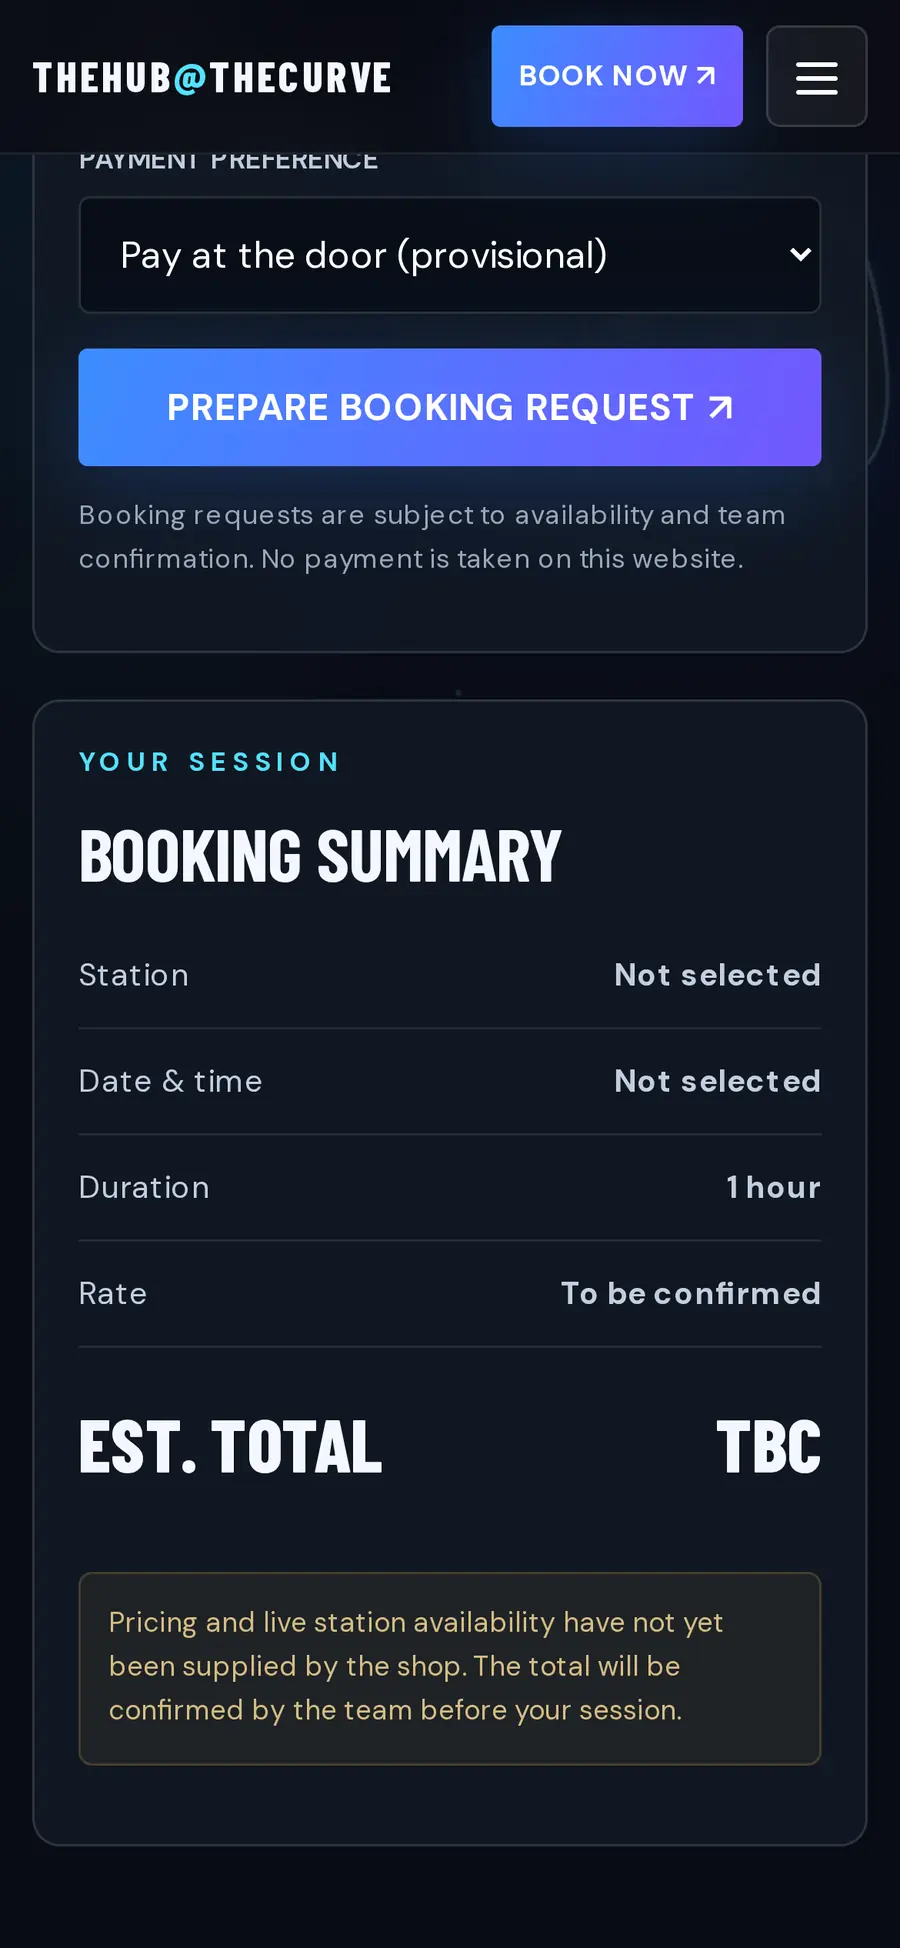 THEHUB@THECURVE
BOOK NOW ↗
PAYMENT PREFERENCE
Pay at the door (provisional)
PREPARE BOOKING REQUEST ↗
Booking requests are subject to availability and team
confirmation. No payment is taken on this website.
YOUR SESSION
BOOKING SUMMARY
Station Not selected
Date & time Not selected
Duration 1 hour
Rate To be confirmed
EST. TOTAL TBC
Pricing and live station availability have not yet
been supplied by the shop. The total will be
confirmed by the team before your session.